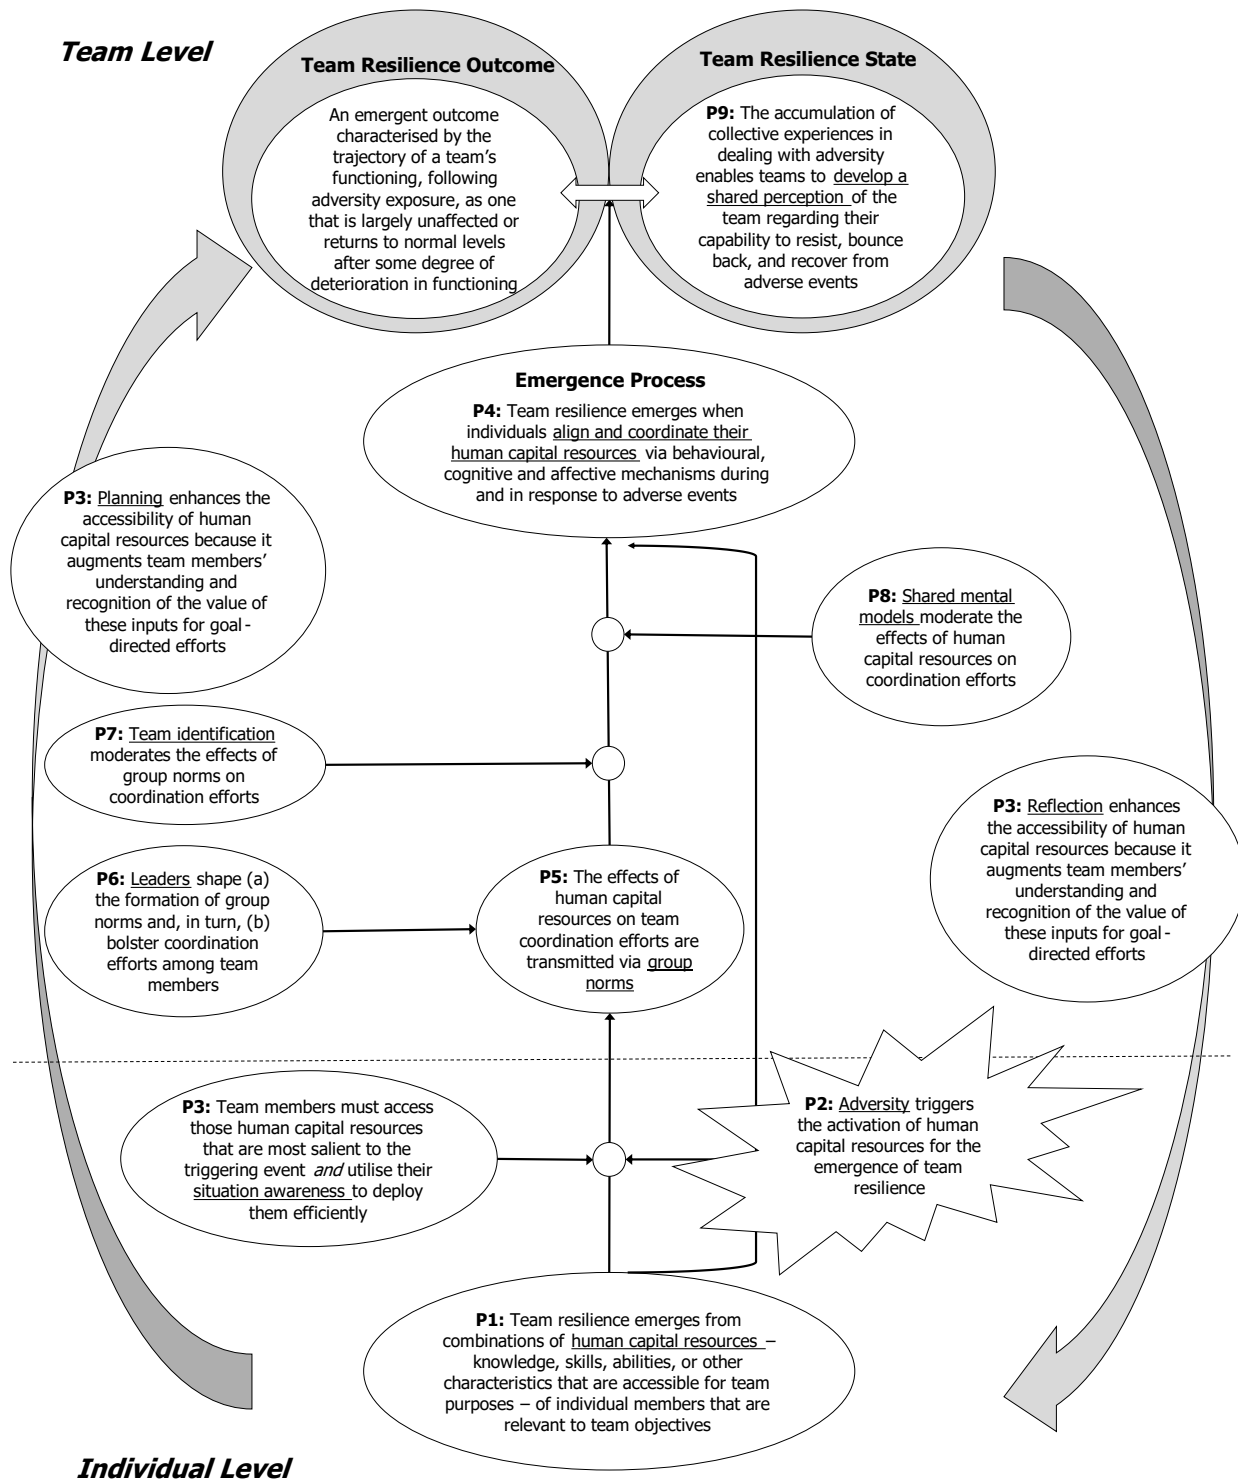 Team Level
Team Resilience Outcome
An emergent outcome
characterised by the
trajectory of a team’s
functioning, following
adversity exposure, as one
that is largely unaffected or
returns to normal levels
after some degree of
deterioration in functioning
Team Resilience State
P9: The accumulation of
collective experiences in
dealing with adversity
enables teams to develop a
shared perception of the
team regarding their
capability to resist, bounce
back, and recover from
adverse events
Emergence Process
P4: Team resilience emerges when
individuals align and coordinate their
human capital resources via behavioural,
cognitive and affective mechanisms during
and in response to adverse events
P3: Planning enhances the
accessibility of human
capital resources because it
augments team members’
understanding and
recognition of the value of
these inputs for goal-
directed efforts
P8: Shared mental
models moderate the
effects of human
capital resources on
coordination efforts
P7: Team identification
moderates the effects of
group norms on
coordination efforts
P3: Reflection enhances
the accessibility of human
capital resources because it
augments team members’
understanding and
recognition of the value of
these inputs for goal-
directed efforts
P6: Leaders shape (a)
the formation of group
norms and, in turn, (b)
bolster coordination
efforts among team
members
P5: The effects of
human capital
resources on team
coordination efforts are
transmitted via group
norms
P3: Team members must access
those human capital resources
that are most salient to the
triggering event and utilise their
situation awareness to deploy
them efficiently
P2: Adversity triggers
the activation of human
capital resources for the
emergence of team
resilience
P1: Team resilience emerges from
combinations of human capital resources –
knowledge, skills, abilities, or other
characteristics that are accessible for team
purposes – of individual members that are
relevant to team objectives
Individual Level